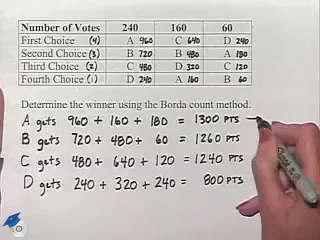 Number of Votes 240 160 60
First Choice (4) A 960 C 640 D 240
Second Choice (3) B 720 B 480 A 180
Third Choice (2) C 480 D 320 C 120
Fourth Choice (1) D 240 A 160 B 60
Determine the winner using the Borda count method.
A gets 960 + 160 + 180 = 1300 PTS
B gets 720 + 480 + 60 = 1260 PTS
C gets 480 + 640 + 120 = 1240 PTS
D gets 240 + 320 + 240 = 800 PTS